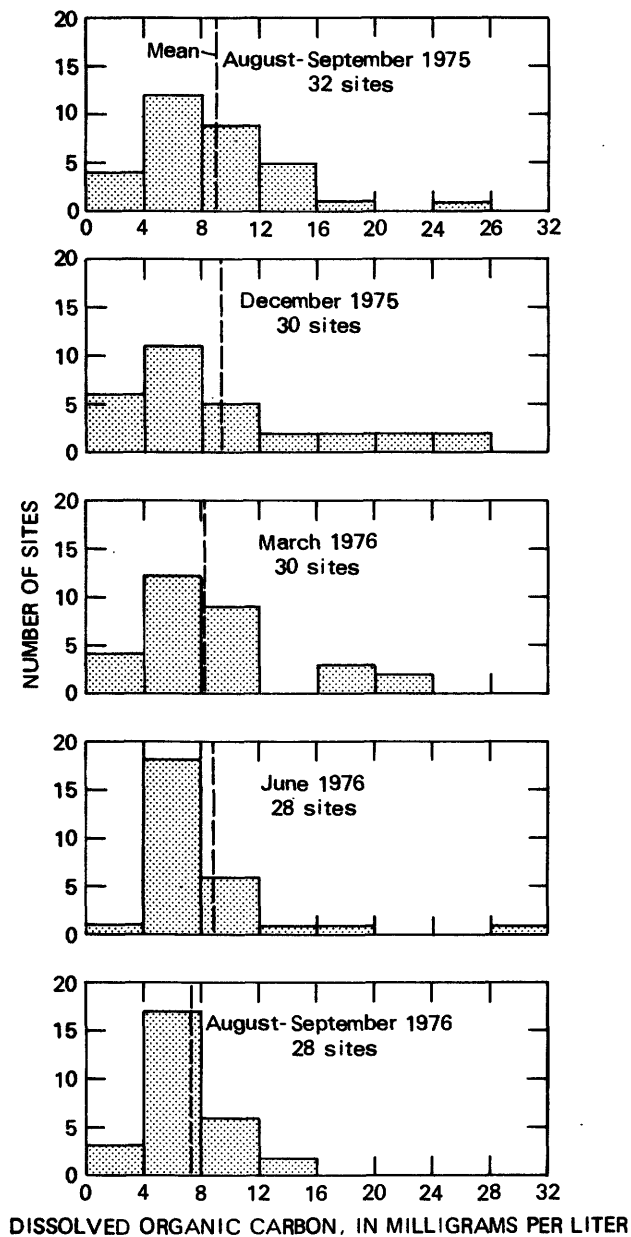 20
15
10
5
0
Mean
August-September 1975
32 sites
0 4 8 12 16 20 24 26 32
20
15
10
5
0
December 1975
30 sites
NUMBER OF SITES
20
15
10
5
0
March 1976
30 sites
20
15
10
5
0
June 1976
28 sites
20
15
10
5
0
August-September 1976
28 sites
0 4 8 12 16 20 24 28 32
DISSOLVED ORGANIC CARBON, IN MILLIGRAMS PER LITER